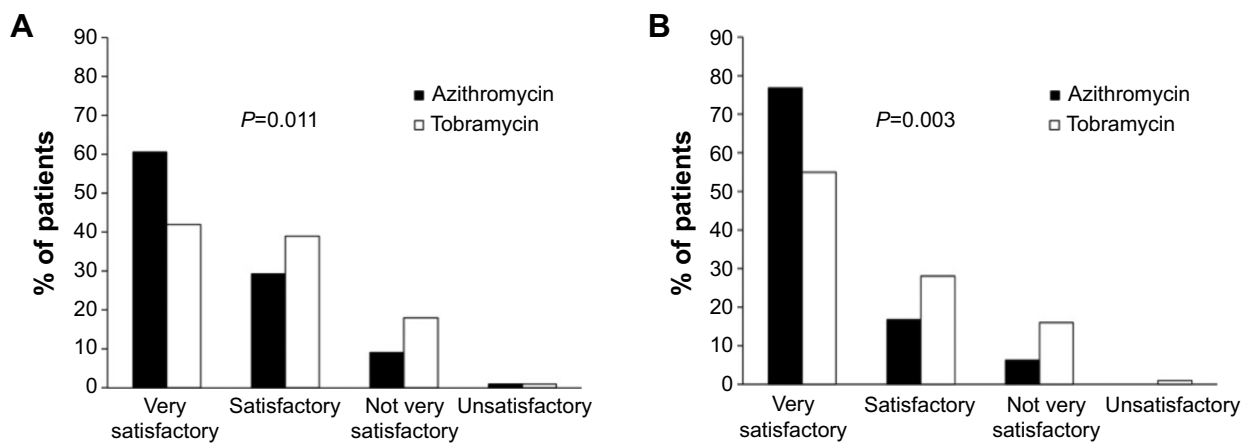 A
% of patients
90
80
70
60
50
40
30
20
10
0
P=0.011
Azithromycin
Tobramycin
Very
satisfactory
Satisfactory
Not very
satisfactory
Unsatisfactory
B
% of patients
90
80
70
60
50
40
30
20
10
0
P=0.003
Azithromycin
Tobramycin
Very
satisfactory
Satisfactory
Not very
satisfactory
Unsatisfactory